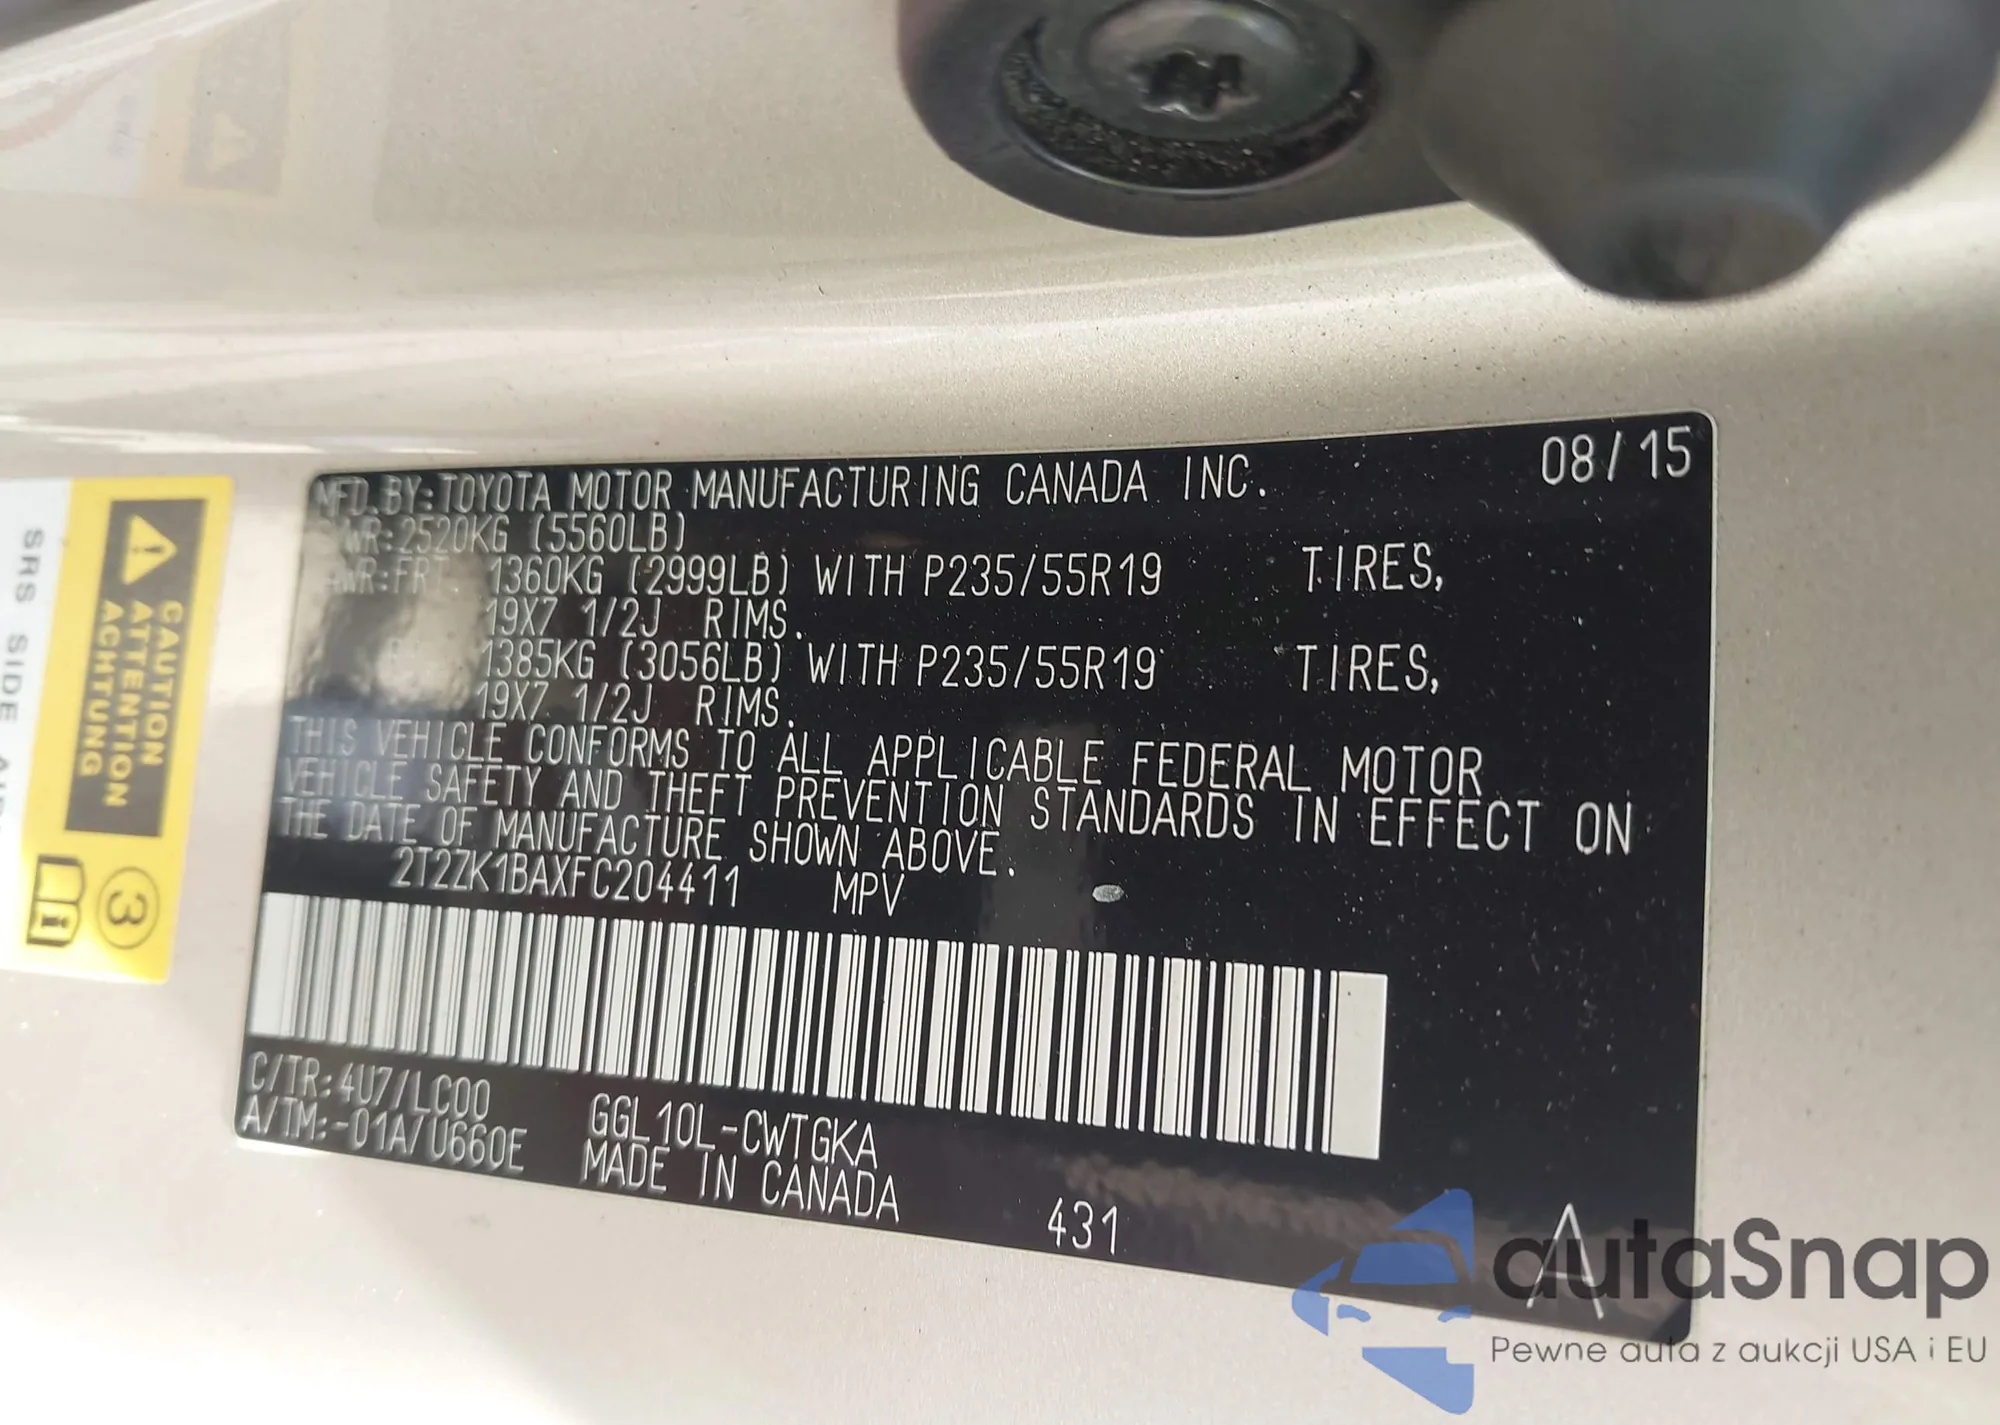 MFD.BY:TOYOTA MOTOR MANUFACTURING CANADA INC. 08/15
WR:2520KG (5560LB)
AWR:FRT 1360KG (2999LB) WITH P235/55R19 TIRES,
19X7 1/2J RIMS.
1385KG (3056LB) WITH P235/55R19 TIRES,
19X7 1/2J RIMS.
THIS VEHICLE CONFORMS TO ALL APPLICABLE FEDERAL MOTOR
VEHICLE SAFETY AND THEFT PREVENTION STANDARDS IN EFFECT ON
THE DATE OF MANUFACTURE SHOWN ABOVE.
2T2ZK1BAXFC204411 MPV
C/TR:4U7/LC00
A/TM:-01A/U660E
GGL10L-CWTGKA
MADE IN CANADA
431
A
CAUTION
ATTENTION
ACHTUNG
3
SRS SIDE
autaSnap
Pewne auta z aukcji USA i EU